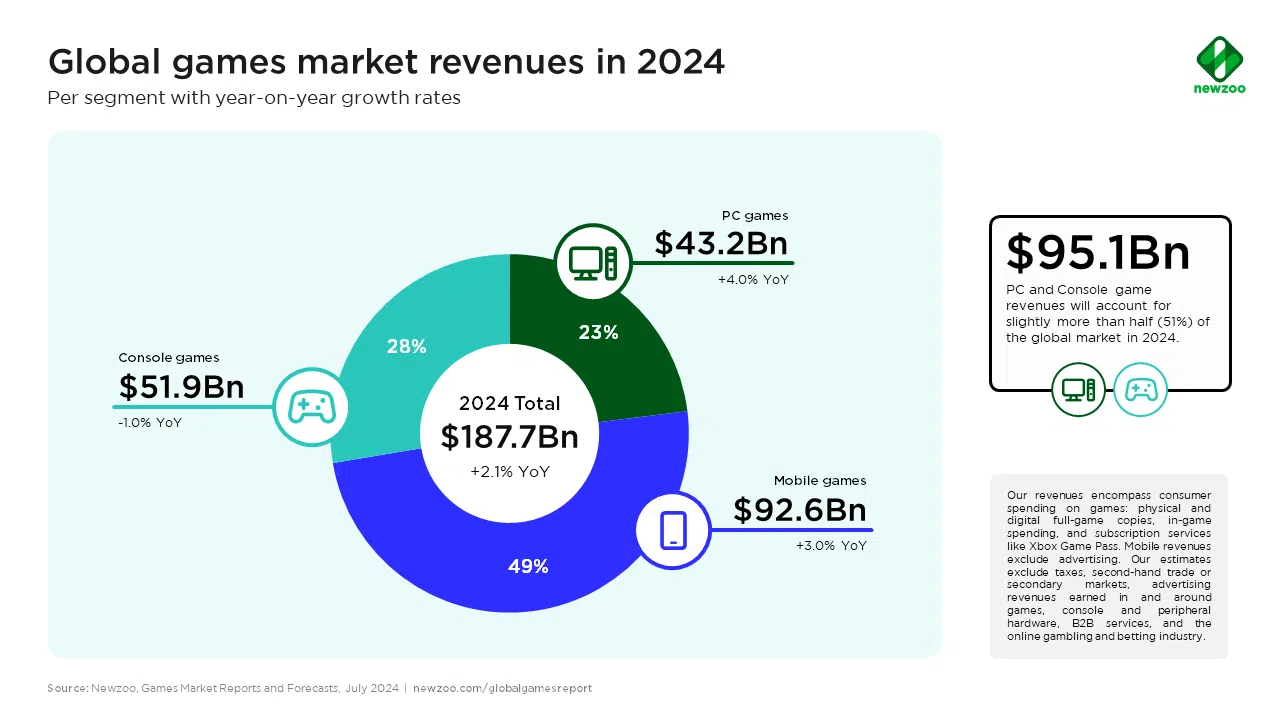 Global games market revenues in 2024
Per segment with year-on-year growth rates
newzoo
PC games
$43.2Bn
+4.0% YoY
23%
28%
Console games
$51.9Bn
-1.0% YoY
2024 Total
$187.7Bn
+2.1% YoY
Mobile games
$92.6Bn
+3.0% YoY
49%
$95.1Bn
PC and Console game
revenues will account for
slightly more than half (51%) of
the global market in 2024.
Our revenues encompass consumer
spending on games: physical and
digital full-game copies, in-game
spending, and subscription services
like Xbox Game Pass. Mobile revenues
exclude advertising. Our estimates
exclude taxes, second-hand trade or
secondary markets, advertising
revenues earned in and around
games, console and peripheral
hardware, B2B services, and the
online gambling and betting industry.
Source: Newzoo, Games Market Reports and Forecasts, July 2024 | newzoo.com/globalgamesreport